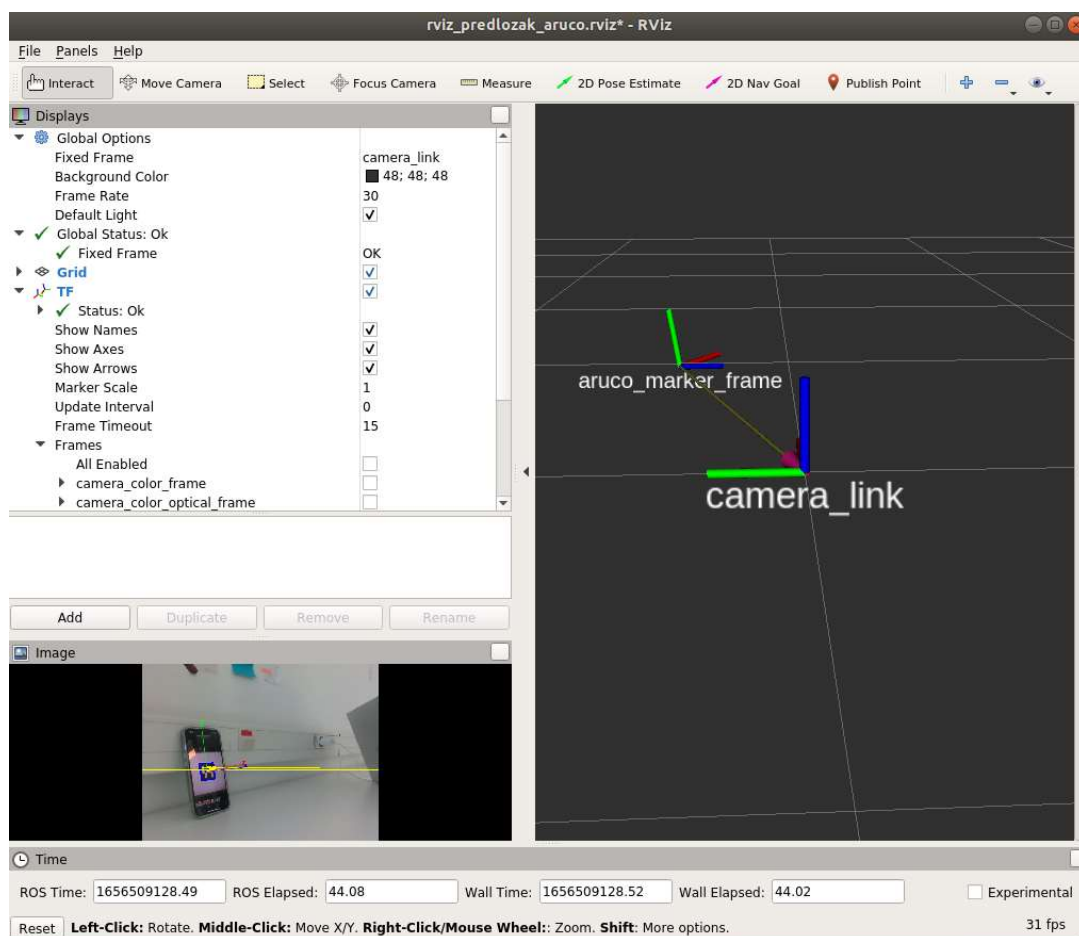 rviz_predlozak_aruco.rviz* - RViz
File Panels Help
Interact Move Camera Select Focus Camera Measure 2D Pose Estimate 2D Nav Goal Publish Point
Displays
Global Options
Fixed Frame camera_link
Background Color 48; 48; 48
Frame Rate 30
Default Light
Global Status: Ok
Fixed Frame OK
Grid
TF
Status: Ok
Show Names
Show Axes
Show Arrows
Marker Scale 1
Update Interval 0
Frame Timeout 15
Frames
All Enabled
camera_color_frame
camera_color_optical_frame
aruco_marker_frame
camera_link
Add Duplicate Remove Rename
Image
Time
ROS Time: 1656509128.49 ROS Elapsed: 44.08 Wall Time: 1656509128.52 Wall Elapsed: 44.02 Experimental
Reset Left-Click: Rotate. Middle-Click: Move X/Y. Right-Click/Mouse Wheel:: Zoom. Shift: More options. 31 fps